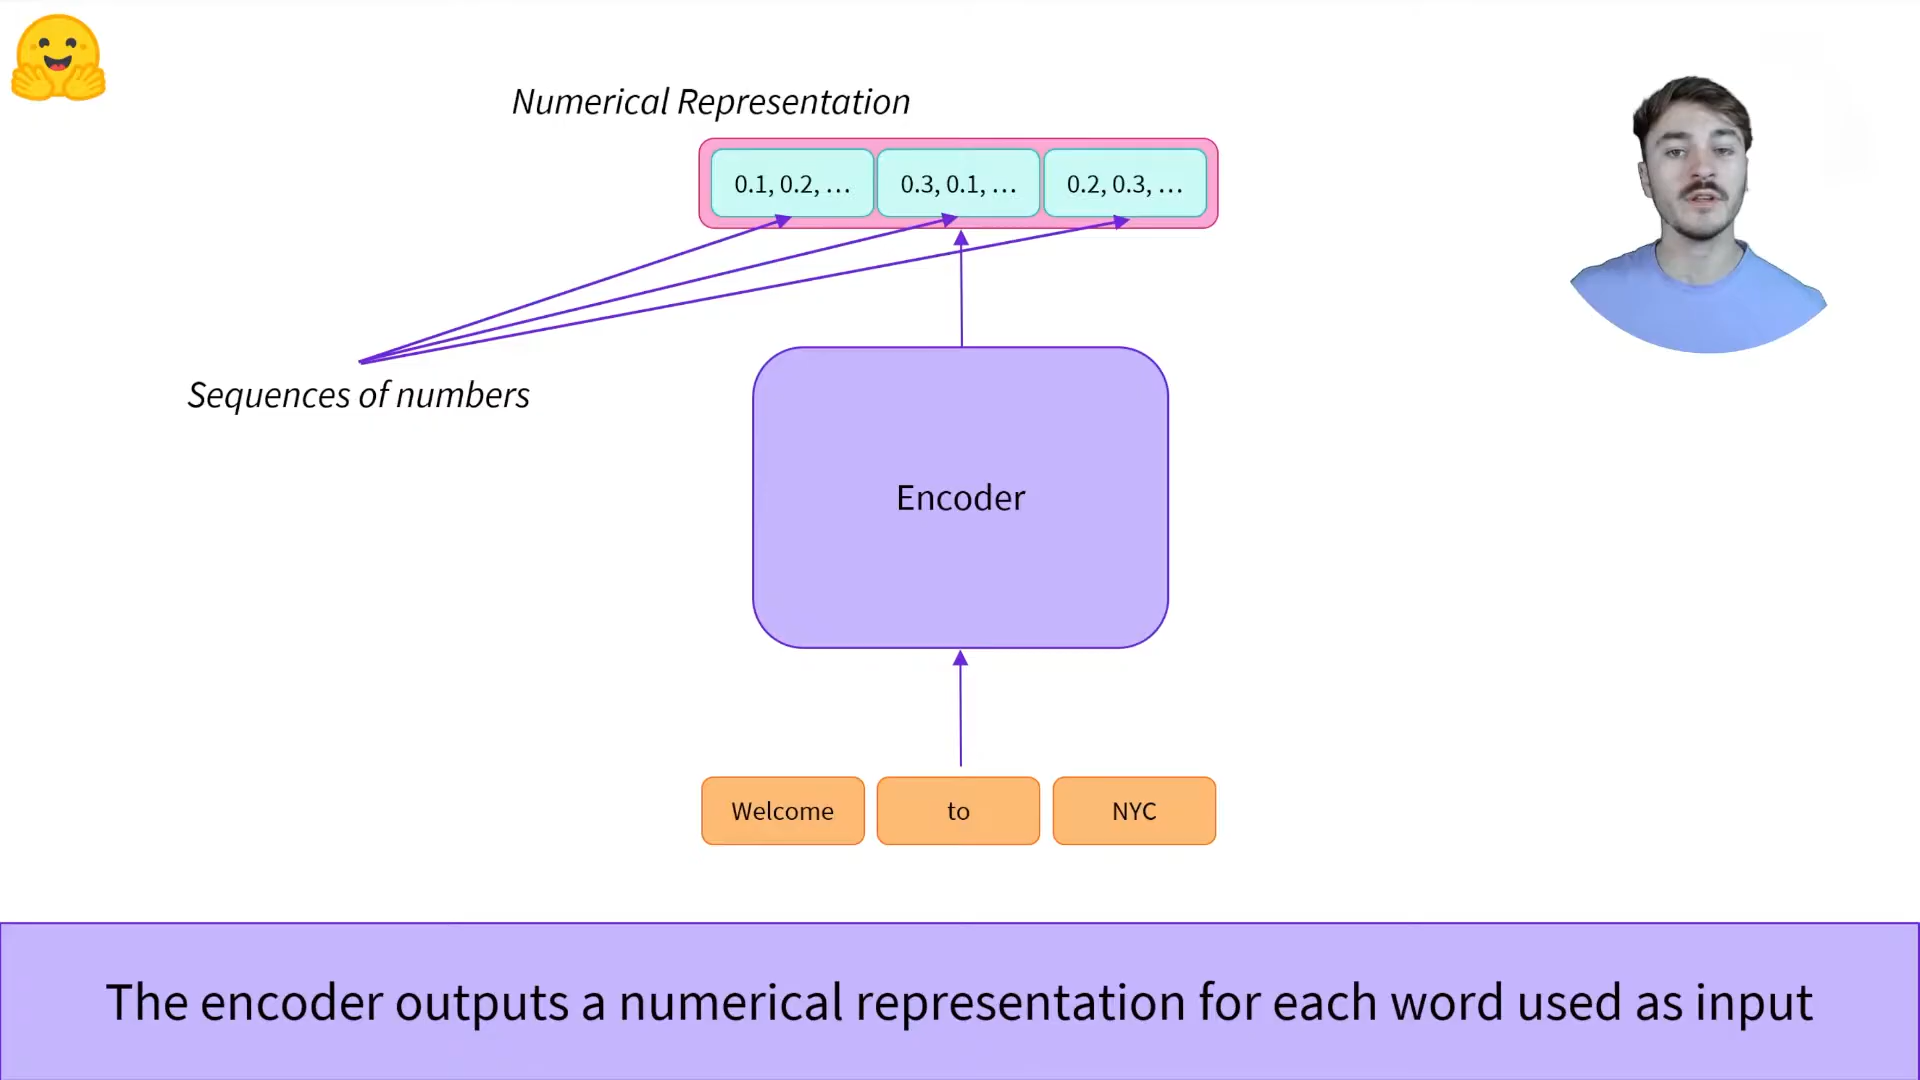 Numerical Representation
0.1, 0.2, …
0.3, 0.1, …
0.2, 0.3, …
Sequences of numbers
Encoder
Welcome
to
NYC
The encoder outputs a numerical representation for each word used as input